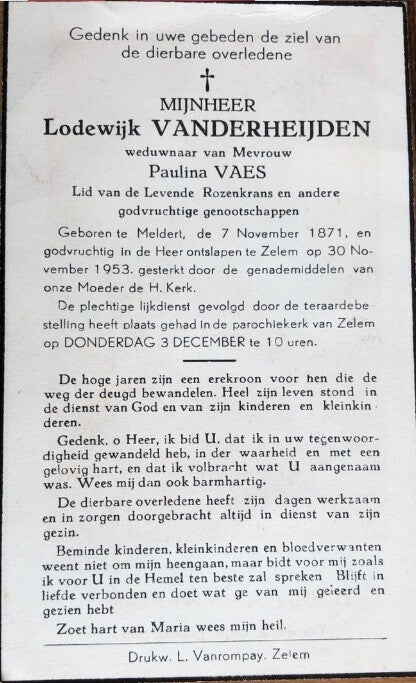 Gedenk in uwe gebeden de ziel van
de dierbare overledene
MIJNHEER
Lodewijk VANDERHEIJDEN
weduwnaar van Mevrouw
Paulina VAES
Lid van de Levende Rozenkrans en andere
godvruchtige genootschappen
Geboren te Meldert, de 7 November 1871, en
godvruchtig in de Heer ontslapen te Zelem op 30 No-
vember 1953. gesterkt door de genademiddelen van
onze Moeder de H. Kerk.
De plechtige lijkdienst gevolgd door de teraardebe-
stelling heeft plaats gehad in de parochiekerk van Zelem
op DONDERDAG 3 DECEMBER te 10 uren.
De hoge jaren zijn een erekroon voor hen die de
weg der deugd bewandelen. Heel zijn leven stond in
de dienst van God en van zijn kinderen en kleinkin-
deren.
Gedenk, o Heer, ik bid U, dat ik in uw tegenwoor-
digheid gewandeld heb, in der waarheid en met een
gelovig hart, en dat ik volbracht wat U aangenaam
was. Wees mij dan ook barmhartig.
De dierbare overledene heeft zijn dagen werkzaam
en in zorgen doorgebracht altijd in dienst van zijn
gezin.
Beminde kinderen, kleinkinderen en bloedverwanten
weent niet om mijn heengaan, maar bidt voor mij zoals
ik voor U in de Hemel ten beste zal spreken Blijft in
liefde verbonden en doet wat ge van mij geleerd en
gezien hebt
Zoet hart van Maria wees mijn heil.
Drukw. L. Vanrompay. Zelem